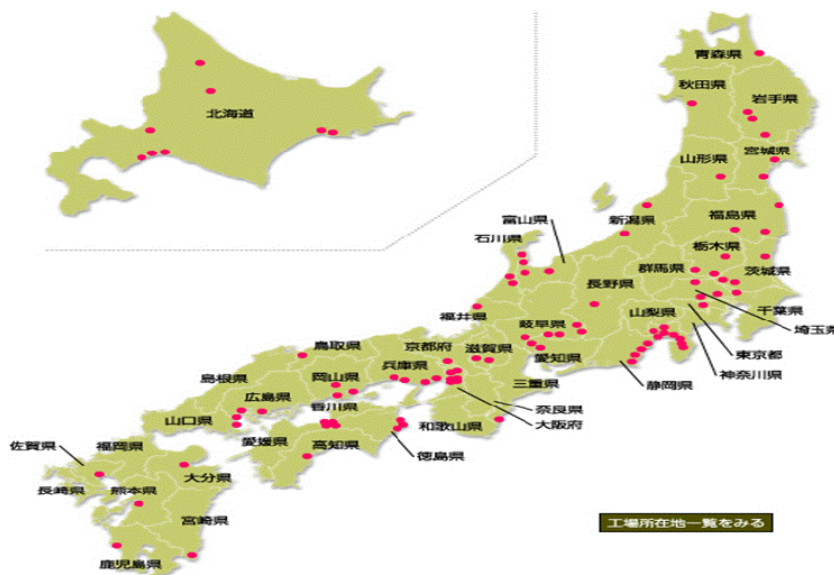 北海道
青森県
秋田県
岩手県
山形県
宮城県
新潟県
福島県
富山県
石川県
栃木県
群馬県
茨城県
長野県
福井県
岐阜県
山梨県
千葉県
埼玉県
東京都
神奈川県
静岡県
愛知県
滋賀県
京都府
兵庫県
鳥取県
島根県
岡山県
広島県
山口県
香川県
三重県
奈良県
大阪府
和歌山県
徳島県
愛媛県
高知県
福岡県
佐賀県
長崎県
熊本県
大分県
宮崎県
鹿児島県
工場所在地一覧をみる